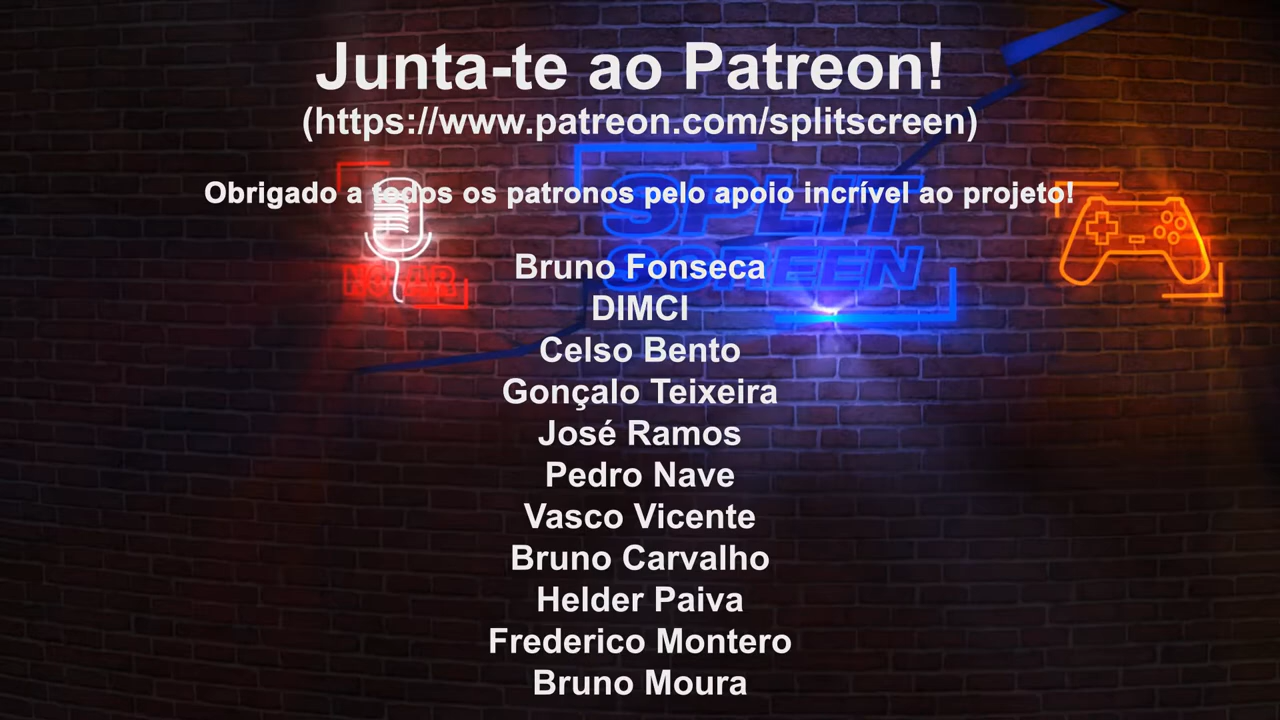 Junta-te ao Patreon!
(https://www.patreon.com/splitscreen)
Obrigado a todos os patronos pelo apoio incrível ao projeto!
SPLIT
SCREEN
Bruno Fonseca
DIMCI
Celso Bento
Gonçalo Teixeira
José Ramos
Pedro Nave
Vasco Vicente
Bruno Carvalho
Helder Paiva
Frederico Montero
Bruno Moura